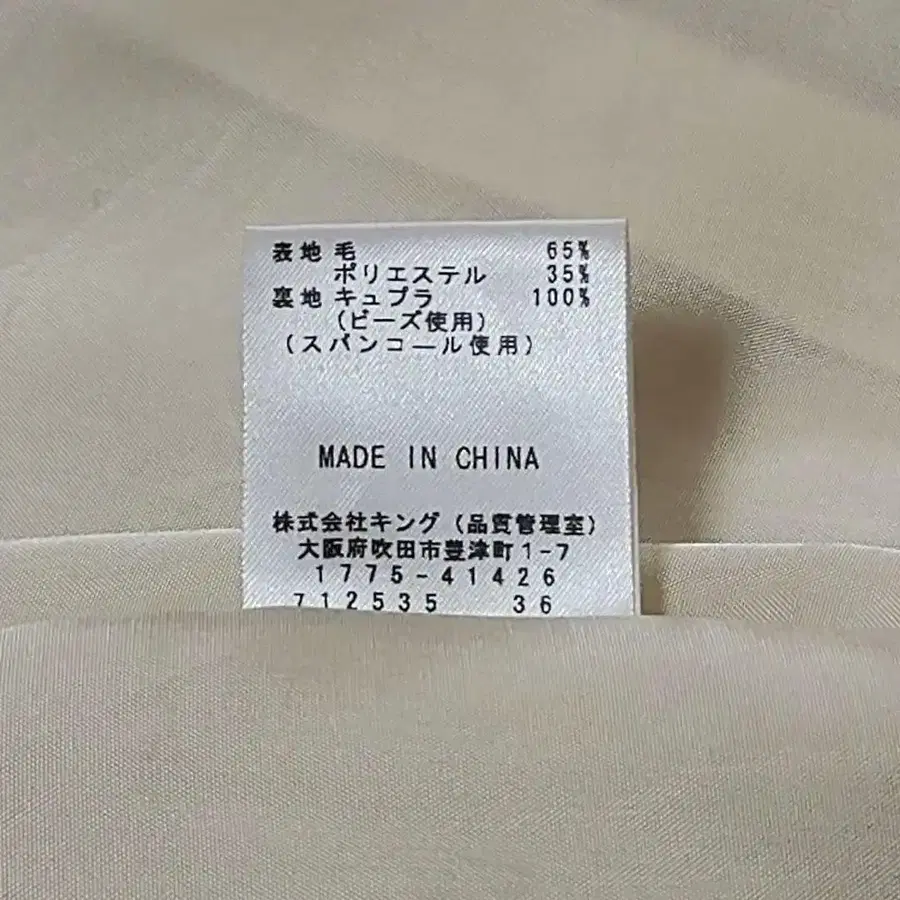 表地 毛 65%
ポリエステル 35%
裏地 キュプラ 100%
(ビーズ使用)
(スパンコール使用)
MADE IN CHINA
株式会社キング(品質管理室)
大阪府吹田市豊津町1-7
1775-41426
712535 36